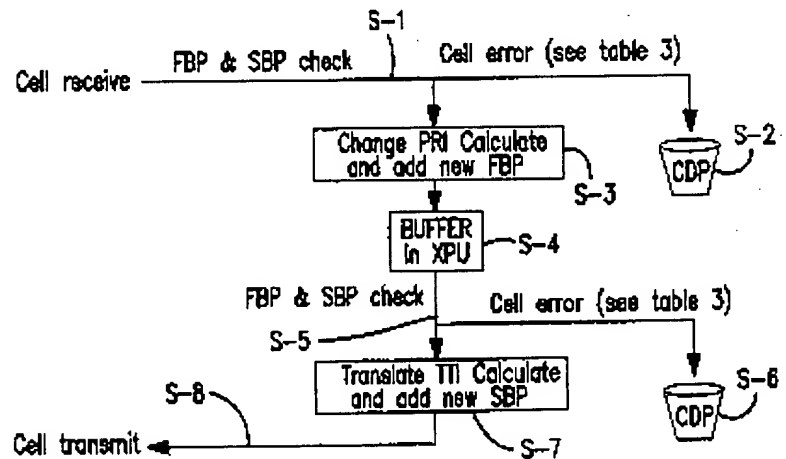 S-1
FBP & SBP check
Cell error (see table 3)
Cell receive
S-2
CDP
Change PRI Calculate
and add new FBP
S-3
BUFFER
in XPU
S-4
FBP & SBP check
Cell error (see table 3)
S-5
Translate TTI Calculate
and add new SBP
S-6
CDP
S-8
S-7
Cell transmit